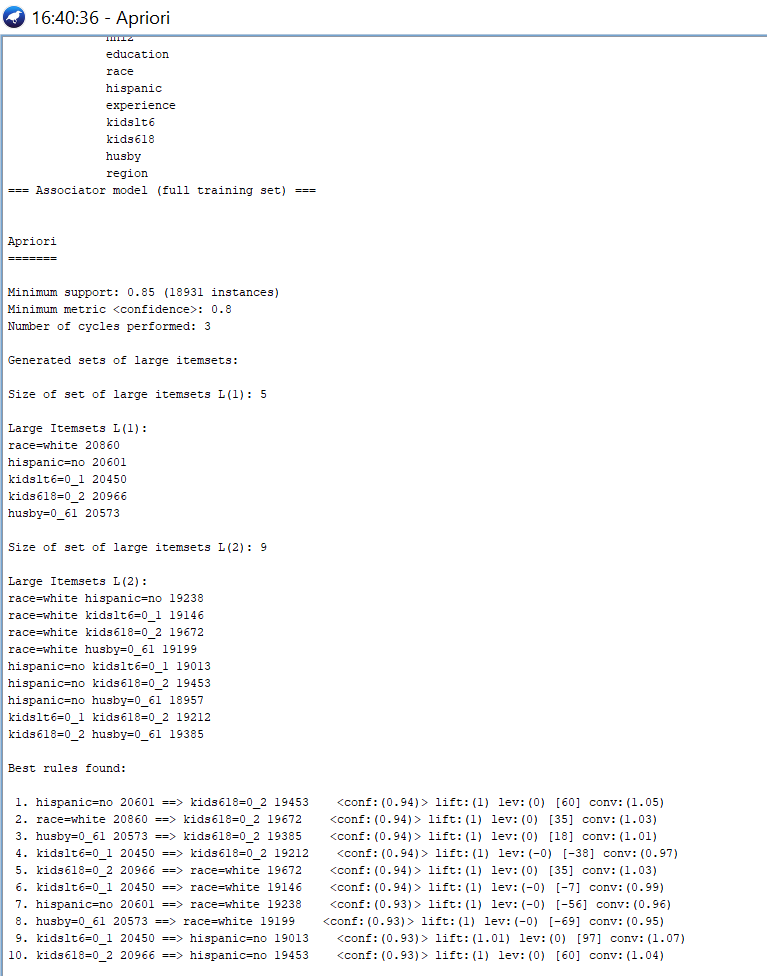 16:40:36 - Apriori
education
race
hispanic
experience
kidslt6
kids618
husby
region
=== Associator model (full training set) ===
Apriori
=======
Minimum support: 0.85 (18931 instances)
Minimum metric <confidence>: 0.8
Number of cycles performed: 3
Generated sets of large itemsets:
Size of set of large itemsets L(1): 5
Large Itemsets L(1):
race=white 20860
hispanic=no 20601
kidslt6=0_1 20450
kids618=0_2 20966
husby=0_61 20573
Size of set of large itemsets L(2): 9
Large Itemsets L(2):
race=white hispanic=no 19238
race=white kidslt6=0_1 19146
race=white kids618=0_2 19672
race=white husby=0_61 19199
hispanic=no kidslt6=0_1 19013
hispanic=no kids618=0_2 19453
hispanic=no husby=0_61 18957
kidslt6=0_1 kids618=0_2 19212
kids618=0_2 husby=0_61 19385
Best rules found:
1. hispanic=no 20601 ==> kids618=0_2 19453 <conf:(0.94)> lift:(1) lev:(0) [60] conv:(1.05)
2. race=white 20860 ==> kids618=0_2 19672 <conf:(0.94)> lift:(1) lev:(0) [35] conv:(1.03)
3. husby=0_61 20573 ==> kids618=0_2 19385 <conf:(0.94)> lift:(1) lev:(0) [18] conv:(1.01)
4. kidslt6=0_1 20450 ==> kids618=0_2 19212 <conf:(0.94)> lift:(1) lev:(-0) [-38] conv:(0.97)
5. kids618=0_2 20966 ==> race=white 19672 <conf:(0.94)> lift:(1) lev:(0) [35] conv:(1.03)
6. kidslt6=0_1 20450 ==> race=white 19146 <conf:(0.94)> lift:(1) lev:(-0) [-7] conv:(0.99)
7. hispanic=no 20601 ==> race=white 19238 <conf:(0.93)> lift:(1) lev:(-0) [-56] conv:(0.96)
8. husby=0_61 20573 ==> race=white 19199 <conf:(0.93)> lift:(1) lev:(-0) [-69] conv:(0.95)
9. kidslt6=0_1 20450 ==> hispanic=no 19013 <conf:(0.93)> lift:(1.01) lev:(0) [97] conv:(1.07)
10. kids618=0_2 20966 ==> hispanic=no 19453 <conf:(0.93)> lift:(1) lev:(0) [60] conv:(1.04)